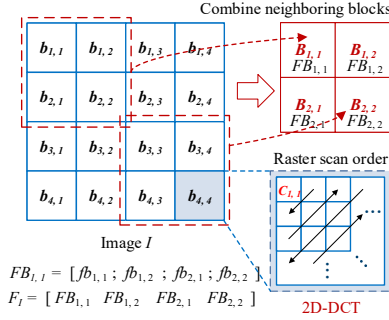 Combine neighboring blocks
b1, 1 b1, 2 b1, 3 b1, 4
b2, 1 b2, 2 b2, 3 b2, 4
b3, 1 b3, 2 b3, 3 b3, 4
b4, 1 b4, 2 b4, 3 b4, 4
B1, 1 B1, 2
FB1, 1 FB1, 2
B2, 1 B2, 2
FB2, 1 FB2, 2
Raster scan order
C1, 1
...
Image I
FB1, 1 = [ fb1, 1 ; fb1, 2 ; fb2, 1 ; fb2, 2 ]
FI = [ FB1, 1 FB1, 2 FB2, 1 FB2, 2 ]
2D-DCT